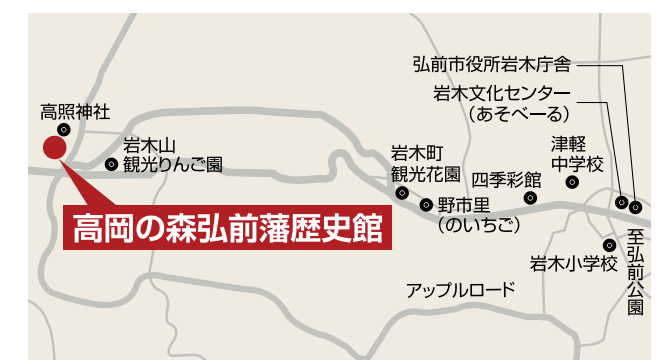 弘前市役所岩木庁舎
岩木文化センター
（あそべーる）
高照神社
岩木山
観光りんご園
岩木町
観光花園
津軽
中学校
四季彩館
野市里
（のいちご）
高岡の森弘前藩歴史館
岩木小学校
至弘前公園
アップルロード